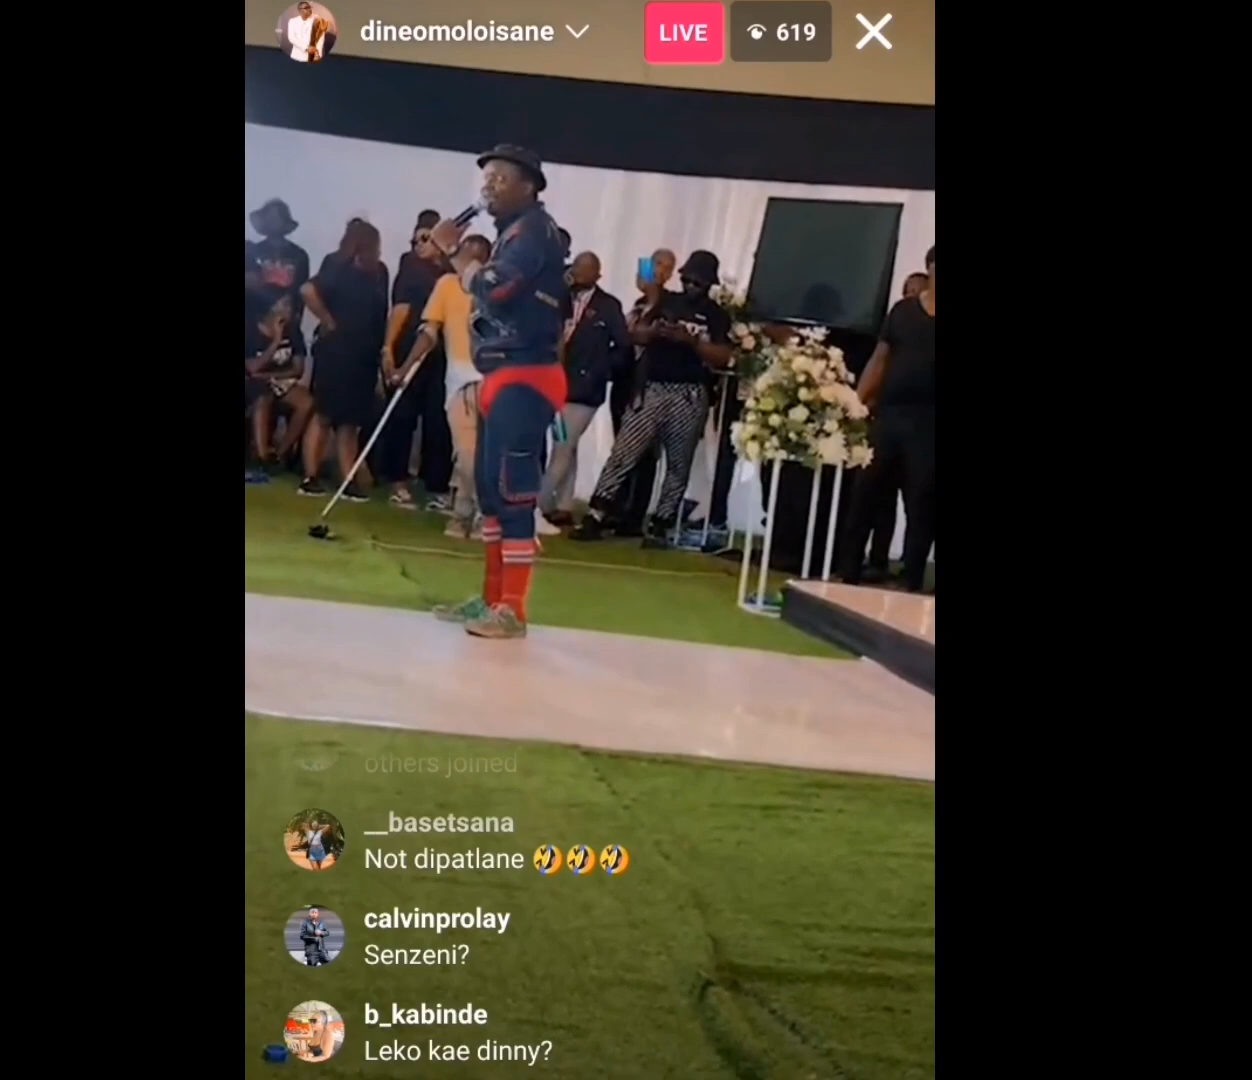 dineomoloisane
LIVE
619
others joined
__basetsana
Not dipatlane 🤣🤣🤣
calvinprolay
Senzeni?
b_kabinde
Leko kae dinny?